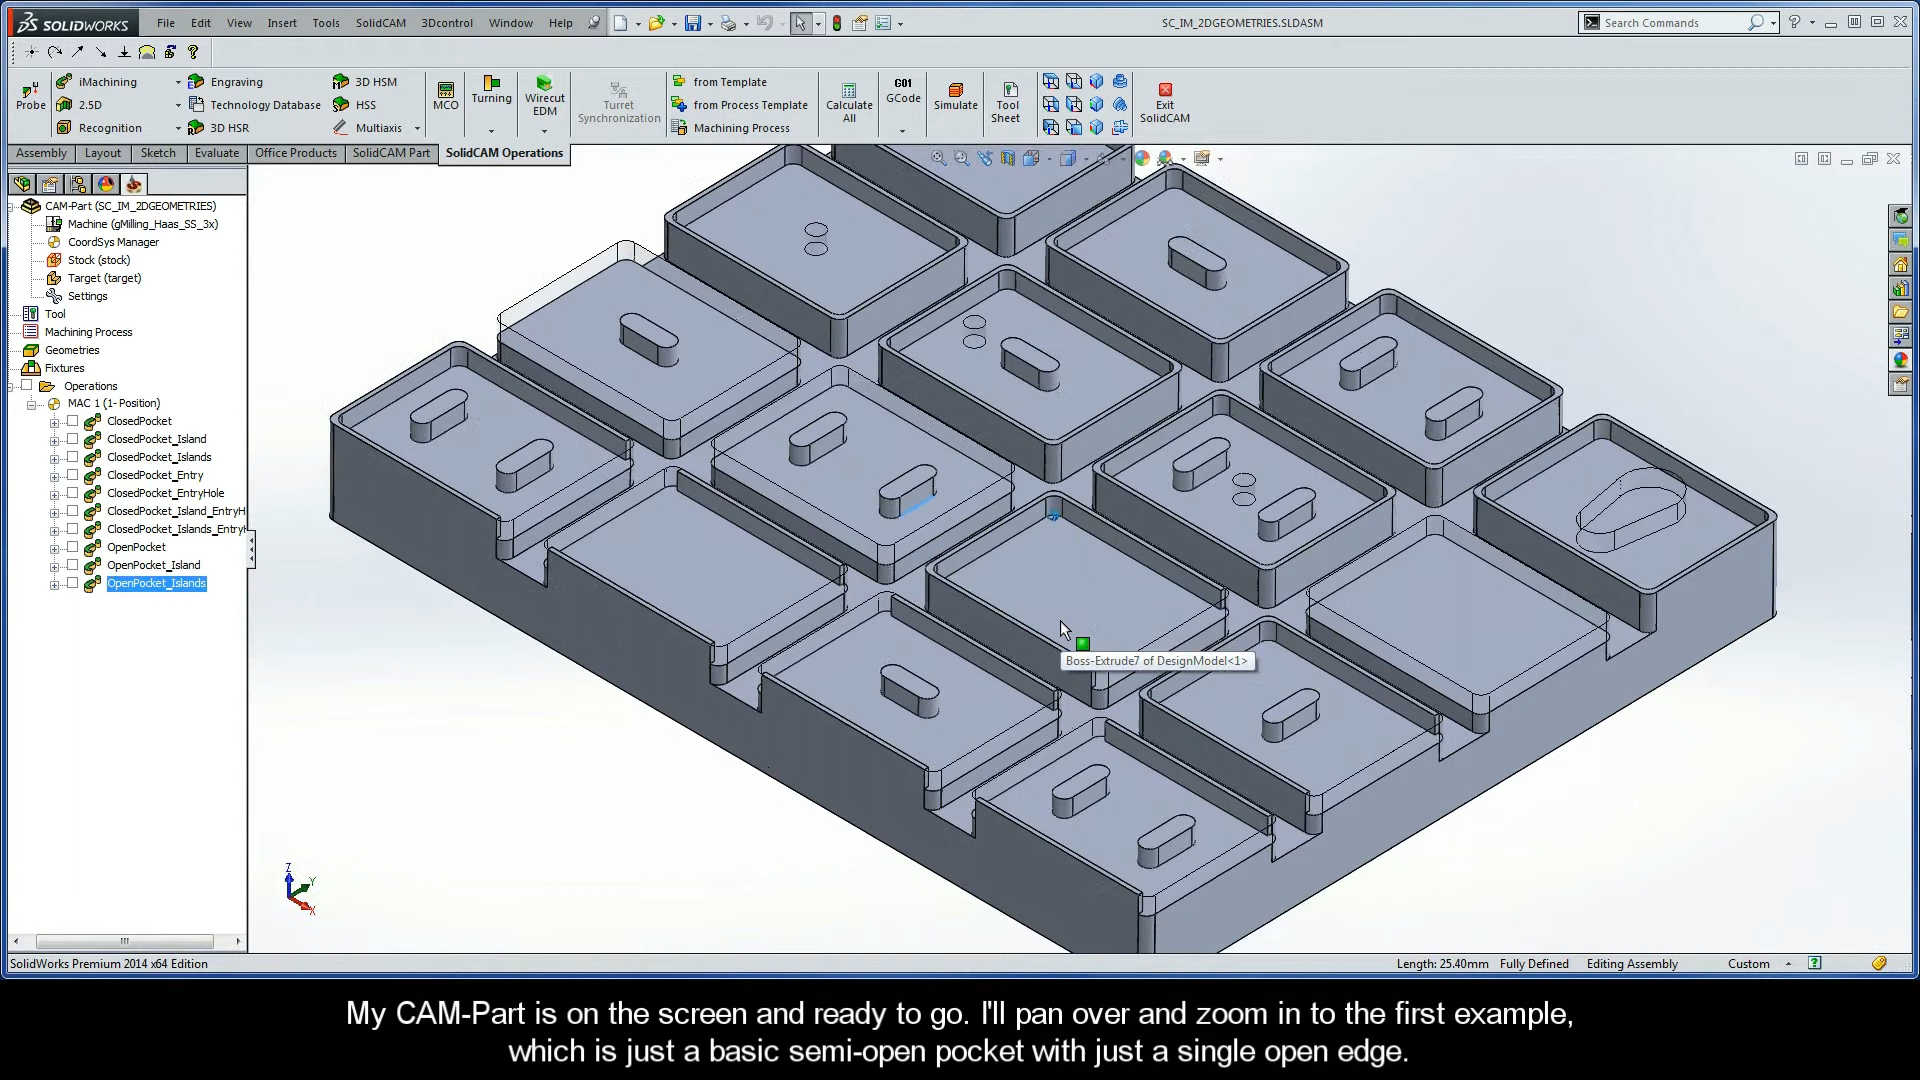 SOLIDWORKS File Edit View Insert Tools SolidCAM 3Dcontrol Window Help SC_IM_2DGEOMETRIES.SLDASM Search Commands
iMachining Engraving 3D HSM from Template
Probe 2.5D Technology Database HSS MCO Turning Wirecut EDM Turret Synchronization from Process Template Calculate All G01 GCode Simulate Tool Sheet Exit SolidCAM
Recognition 3D HSR Multiaxis Machining Process
Assembly Layout Sketch Evaluate Office Products SolidCAM Part SolidCAM Operations
CAM-Part (SC_IM_2DGEOMETRIES)
Machine (gMilling_Haas_SS_3x)
CoordSys Manager
Stock (stock)
Target (target)
Settings
Tool
Machining Process
Geometries
Fixtures
Operations
MAC 1 (1- Position)
ClosedPocket
ClosedPocket_Island
ClosedPocket_Islands
ClosedPocket_Entry
ClosedPocket_EntryHole
ClosedPocket_Island_EntryH
ClosedPocket_Islands_Entry
OpenPocket
OpenPocket_Island
OpenPocket_Islands
Boss-Extrude7 of DesignModel<1>
Z
Y
X
SolidWorks Premium 2014 x64 Edition Length: 25.40mm Fully Defined Editing Assembly Custom
My CAM-Part is on the screen and ready to go. I'll pan over and zoom in to the first example,
which is just a basic semi-open pocket with just a single open edge.